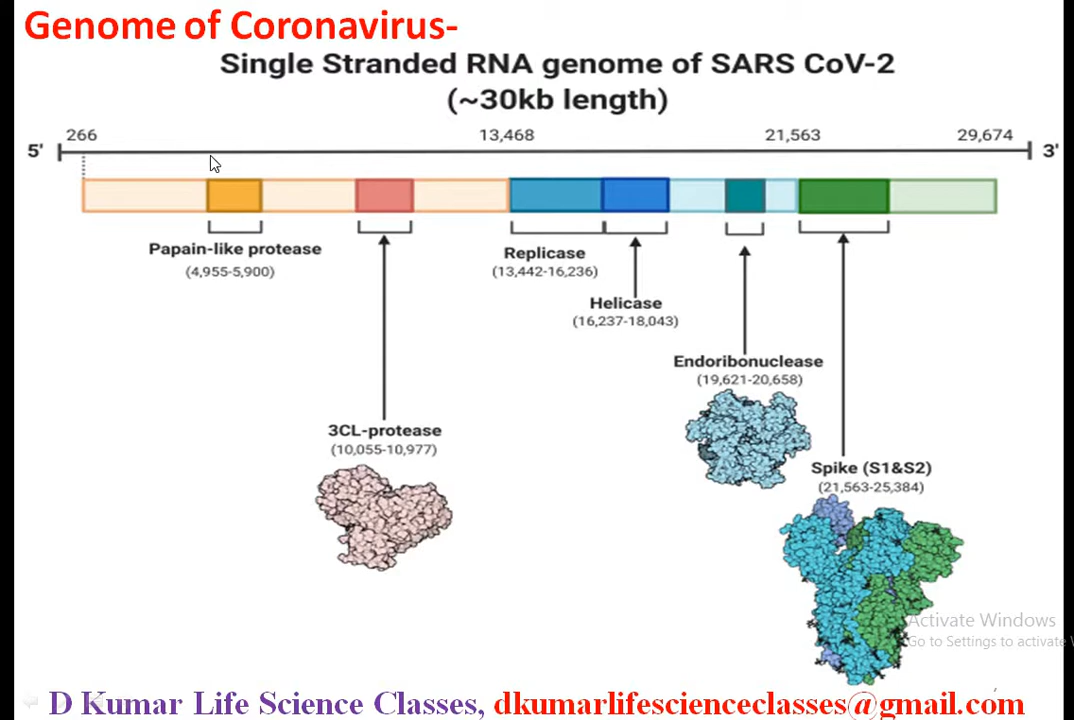 Genome of Coronavirus-
Single Stranded RNA genome of SARS CoV-2
(~30kb length)
266 13,468 21,563 29,674
5' 3'
Papain-like protease
(4,955-5,900)
Replicase
(13,442-16,236)
Helicase
(16,237-18,043)
Endoribonuclease
(19,621-20,658)
3CL-protease
(10,055-10,977)
Spike (S1&S2)
(21,563-25,384)
Activate Windows
Go to Settings to activate W
D Kumar Life Science Classes, dkumarlifescienceclasses@gmail.com